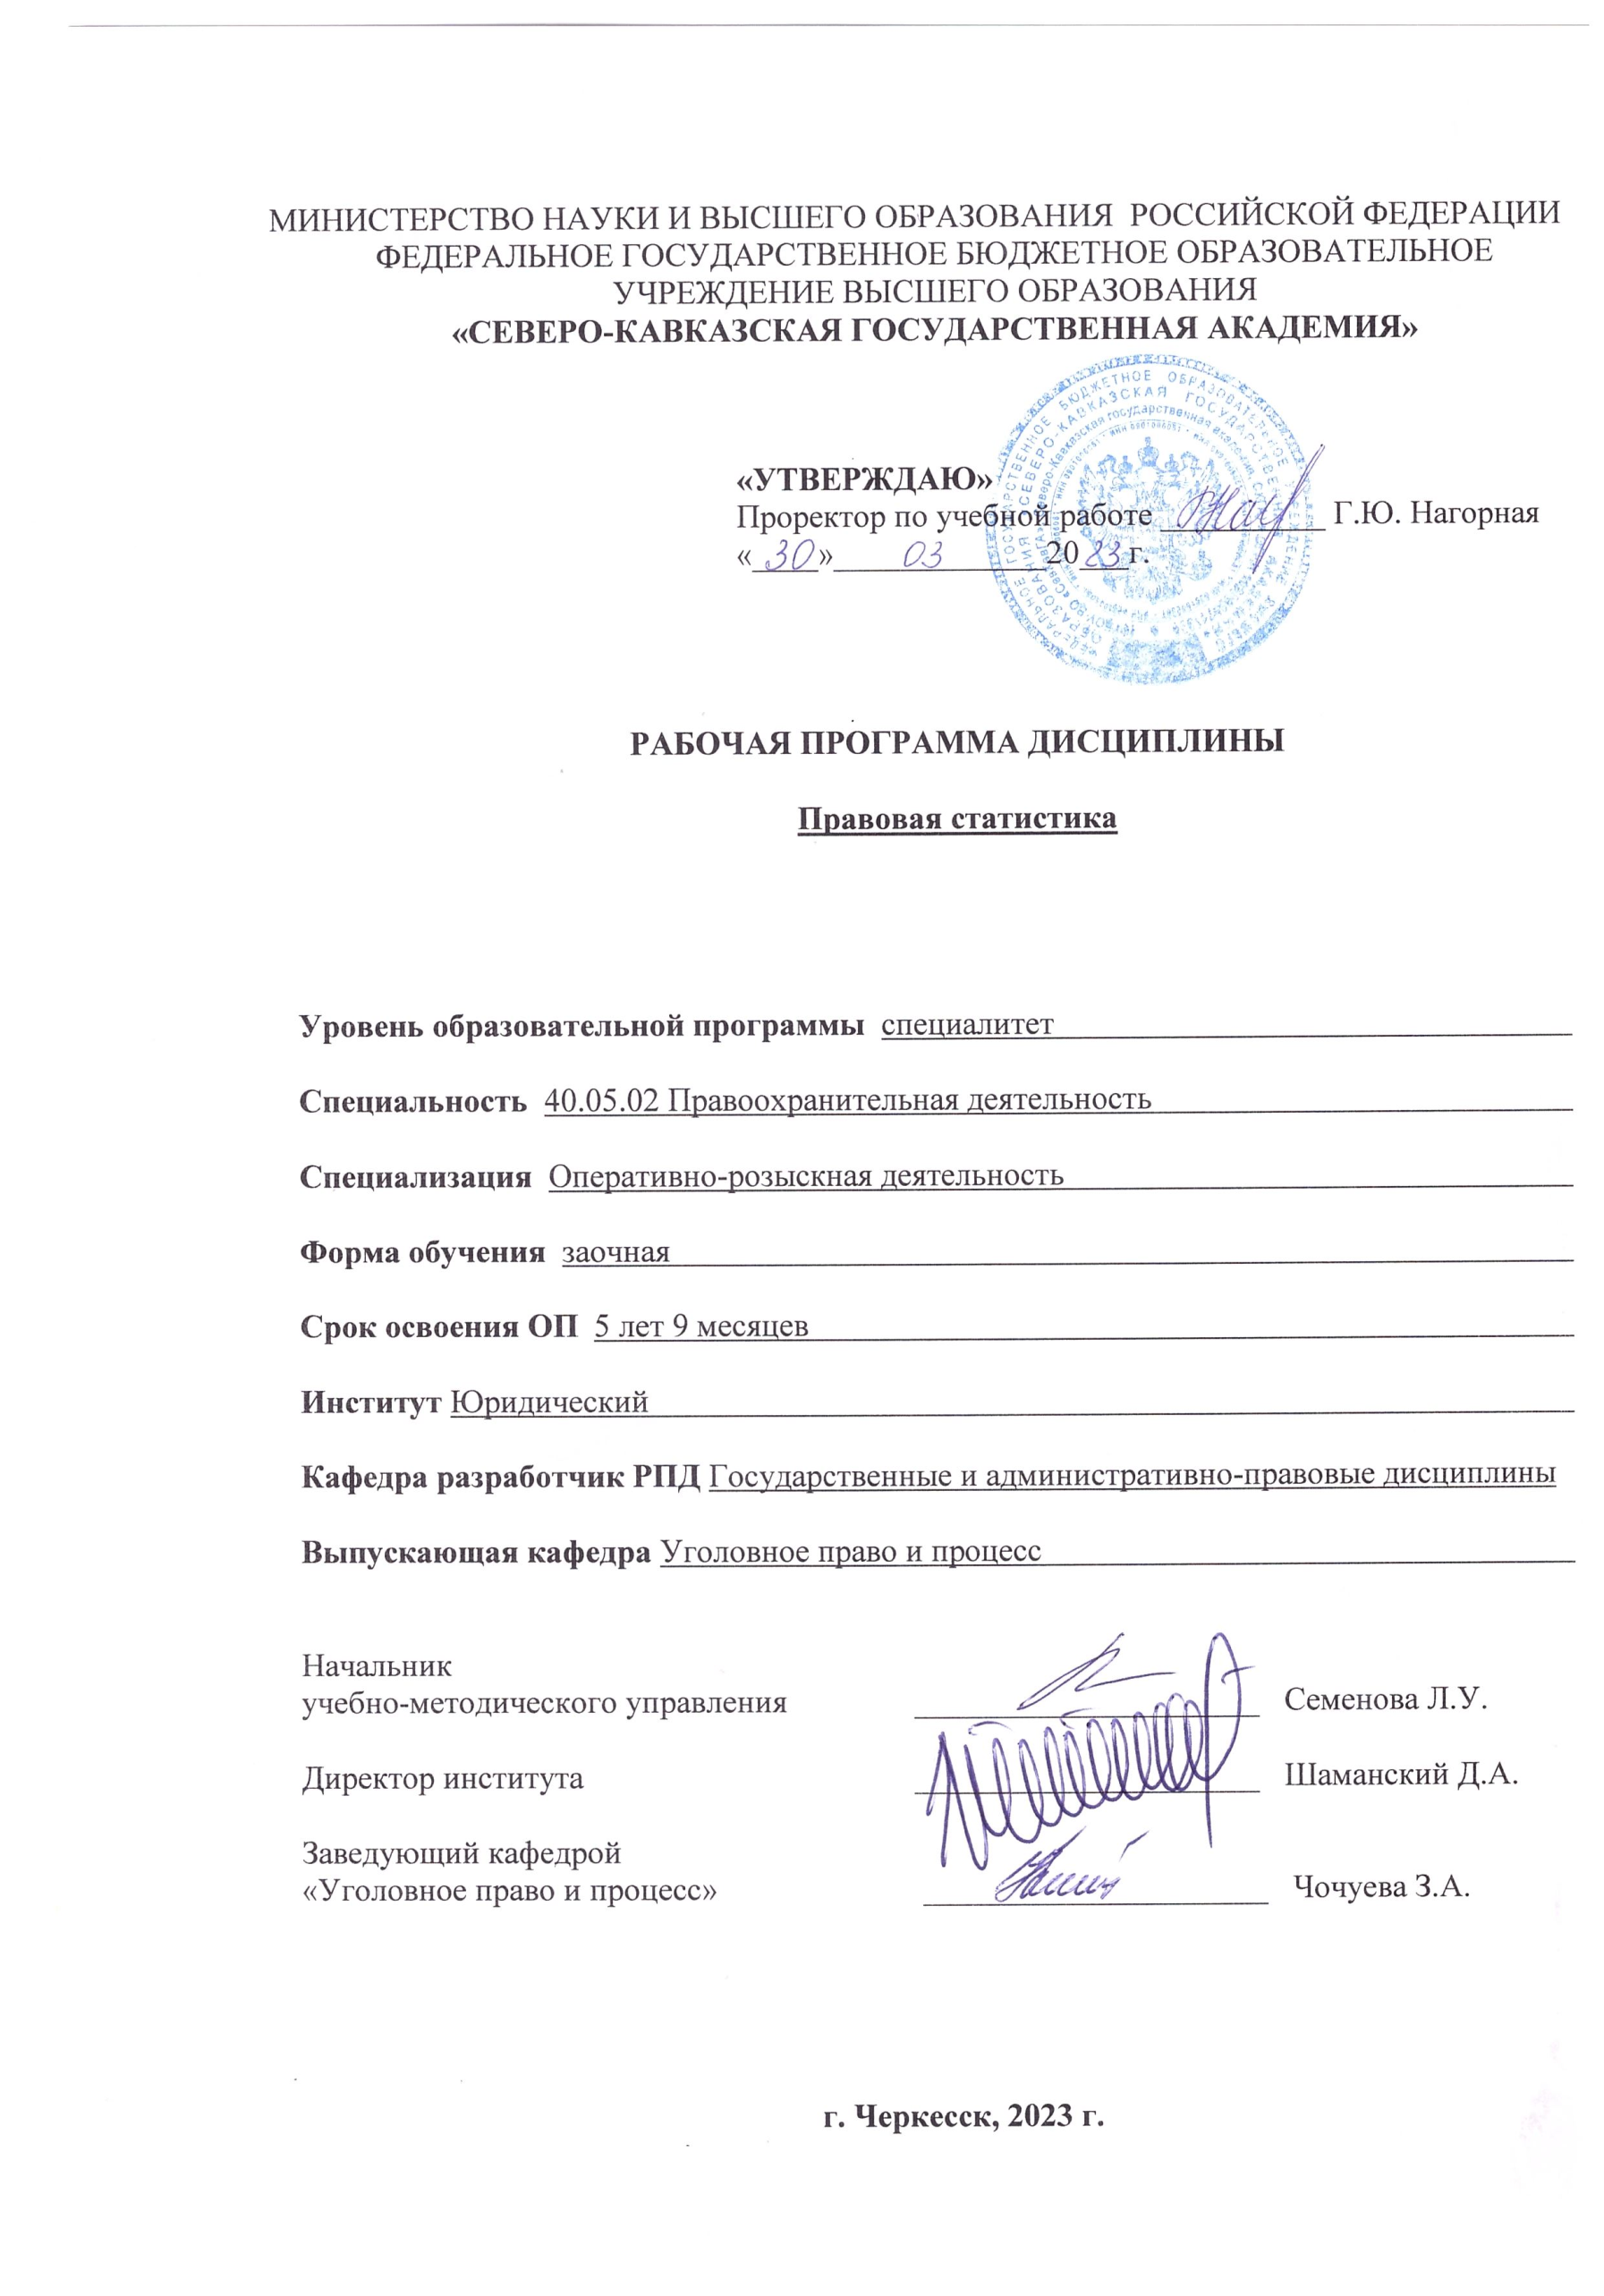 МИНИСТЕРСТВО НАУКИ И ВЫСШЕГО ОБРАЗОВАНИЯ РОССИЙСКОЙ ФЕДЕРАЦИИ
ФЕДЕРАЛЬНОЕ ГОСУДАРСТВЕННОЕ БЮДЖЕТНОЕ ОБРАЗОВАТЕЛЬНОЕ
УЧРЕЖДЕНИЕ ВЫСШЕГО ОБРАЗОВАНИЯ
«СЕВЕРО-КАВКАЗСКАЯ ГОСУДАРСТВЕННАЯ АКАДЕМИЯ»
«УТВЕРЖДАЮ»
Проректор по учебной работе Г.Ю. Нагорная
«30» 03 2023 г.
РАБОЧАЯ ПРОГРАММА ДИСЦИПЛИНЫ
Правовая статистика
Уровень образовательной программы специалитет
Специальность 40.05.02 Правоохранительная деятельность
Специализация Оперативно-розыскная деятельность
Форма обучения заочная
Срок освоения ОП 5 лет 9 месяцев
Институт Юридический
Кафедра разработчик РПД Государственные и административно-правовые дисциплины
Выпускающая кафедра Уголовное право и процесс
Начальник
учебно-методического управления Семенова Л.У.
Директор института Шаманский Д.А.
Заведующий кафедрой
«Уголовное право и процесс» Чочуева З.А.
г. Черкесск, 2023 г.